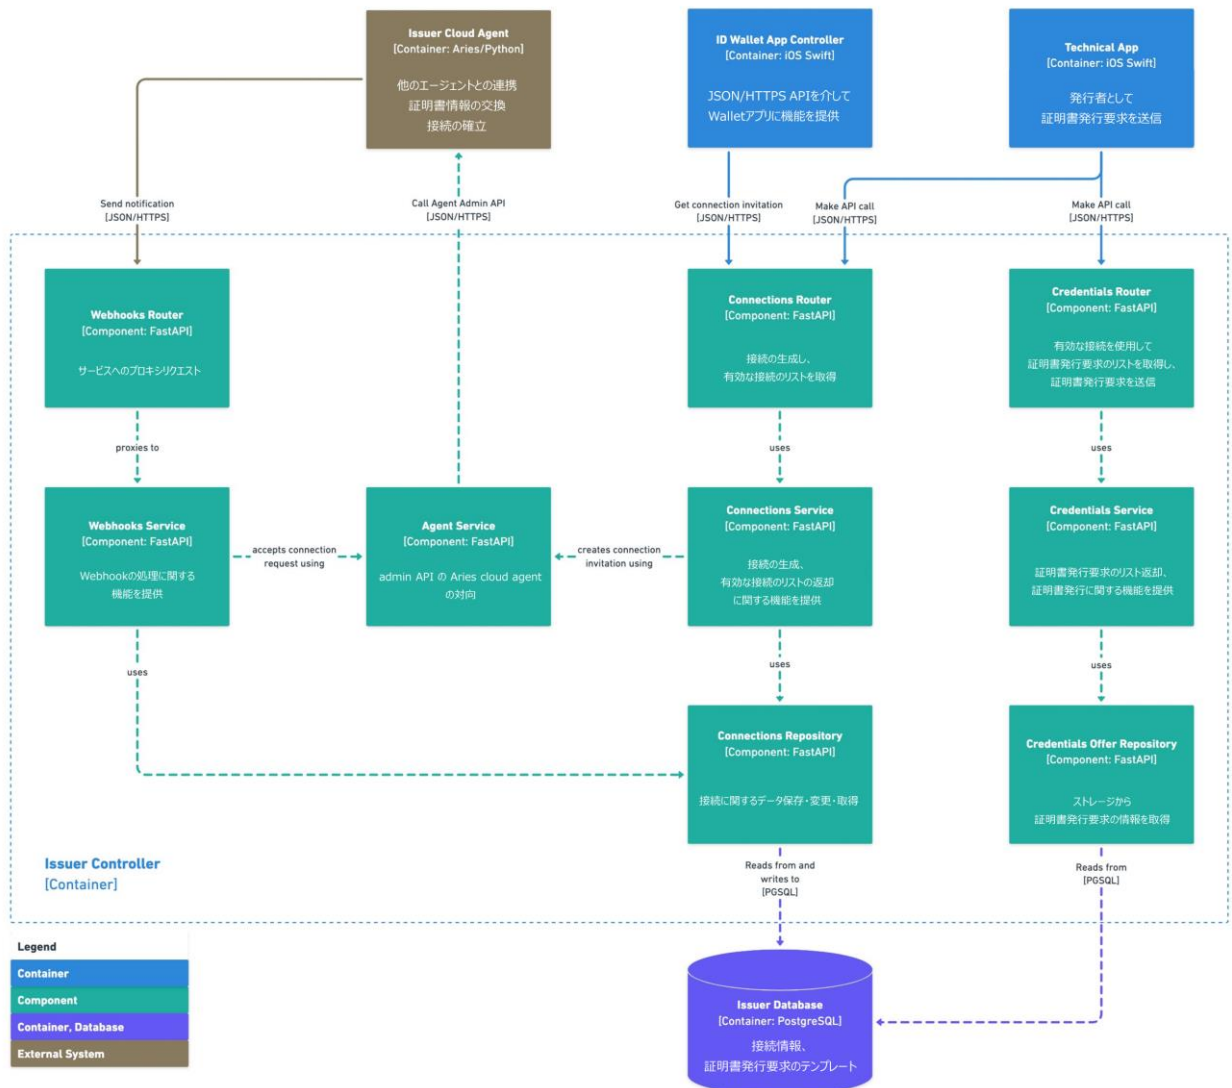 Issuer Cloud Agent
[Container: Aries/Python]
他のエージェントとの連携
証明書情報の交換
接続の確立
ID Wallet App Controller
[Container: iOS Swift]
JSON/HTTPS APIを介して
Walletアプリに機能を提供
Technical App
[Container: iOS Swift]
発行者として
証明書発行要求を送信
Send notification
[JSON/HTTPS]
Call Agent Admin API
[JSON/HTTPS]
Get connection invitation
[JSON/HTTPS]
Make API call
[JSON/HTTPS]
Make API call
[JSON/HTTPS]
Webhooks Router
[Component: FastAPI]
サービスへのプロキシリクエスト
Connections Router
[Component: FastAPI]
接続の生成し、
有効な接続のリストを取得
Credentials Router
[Component: FastAPI]
有効な接続を使用して
証明書発行要求のリストを取得し、
証明書発行要求を送信
proxies to
uses
uses
Webhooks Service
[Component: FastAPI]
Webhookの処理に関する
機能を提供
accepts connection
request using
Agent Service
[Component: FastAPI]
admin API の Aries cloud agent
の対向
creates connection
invitation using
Connections Service
[Component: FastAPI]
接続の生成、
有効な接続のリストの返却
に関する機能を提供
Credentials Service
[Component: FastAPI]
証明書発行要求のリスト返却、
証明書発行に関する機能を提供
uses
uses
uses
Connections Repository
[Component: FastAPI]
接続に関するデータ保存・変更・取得
Credentials Offer Repository
[Component: FastAPI]
ストレージから
証明書発行要求の情報を取得
Issuer Controller
[Container]
Reads from and
writes to
[PGSQL]
Reads from
[PGSQL]
Legend
Container
Component
Container, Database
External System
Issuer Database
[Container: PostgreSQL]
接続情報、
証明書発行要求のテンプレート